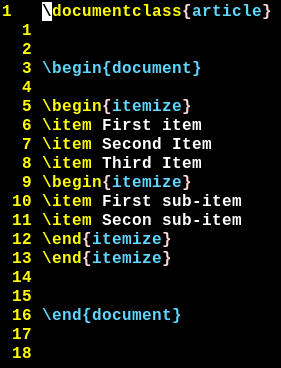 1 \documentclass{article}
1
2
3 \begin{document}
4
5 \begin{itemize}
6 \item First item
7 \item Second Item
8 \item Third Item
9 \begin{itemize}
10 \item First sub-item
11 \item Secon sub-item
12 \end{itemize}
13 \end{itemize}
14
15
16 \end{document}
17
18